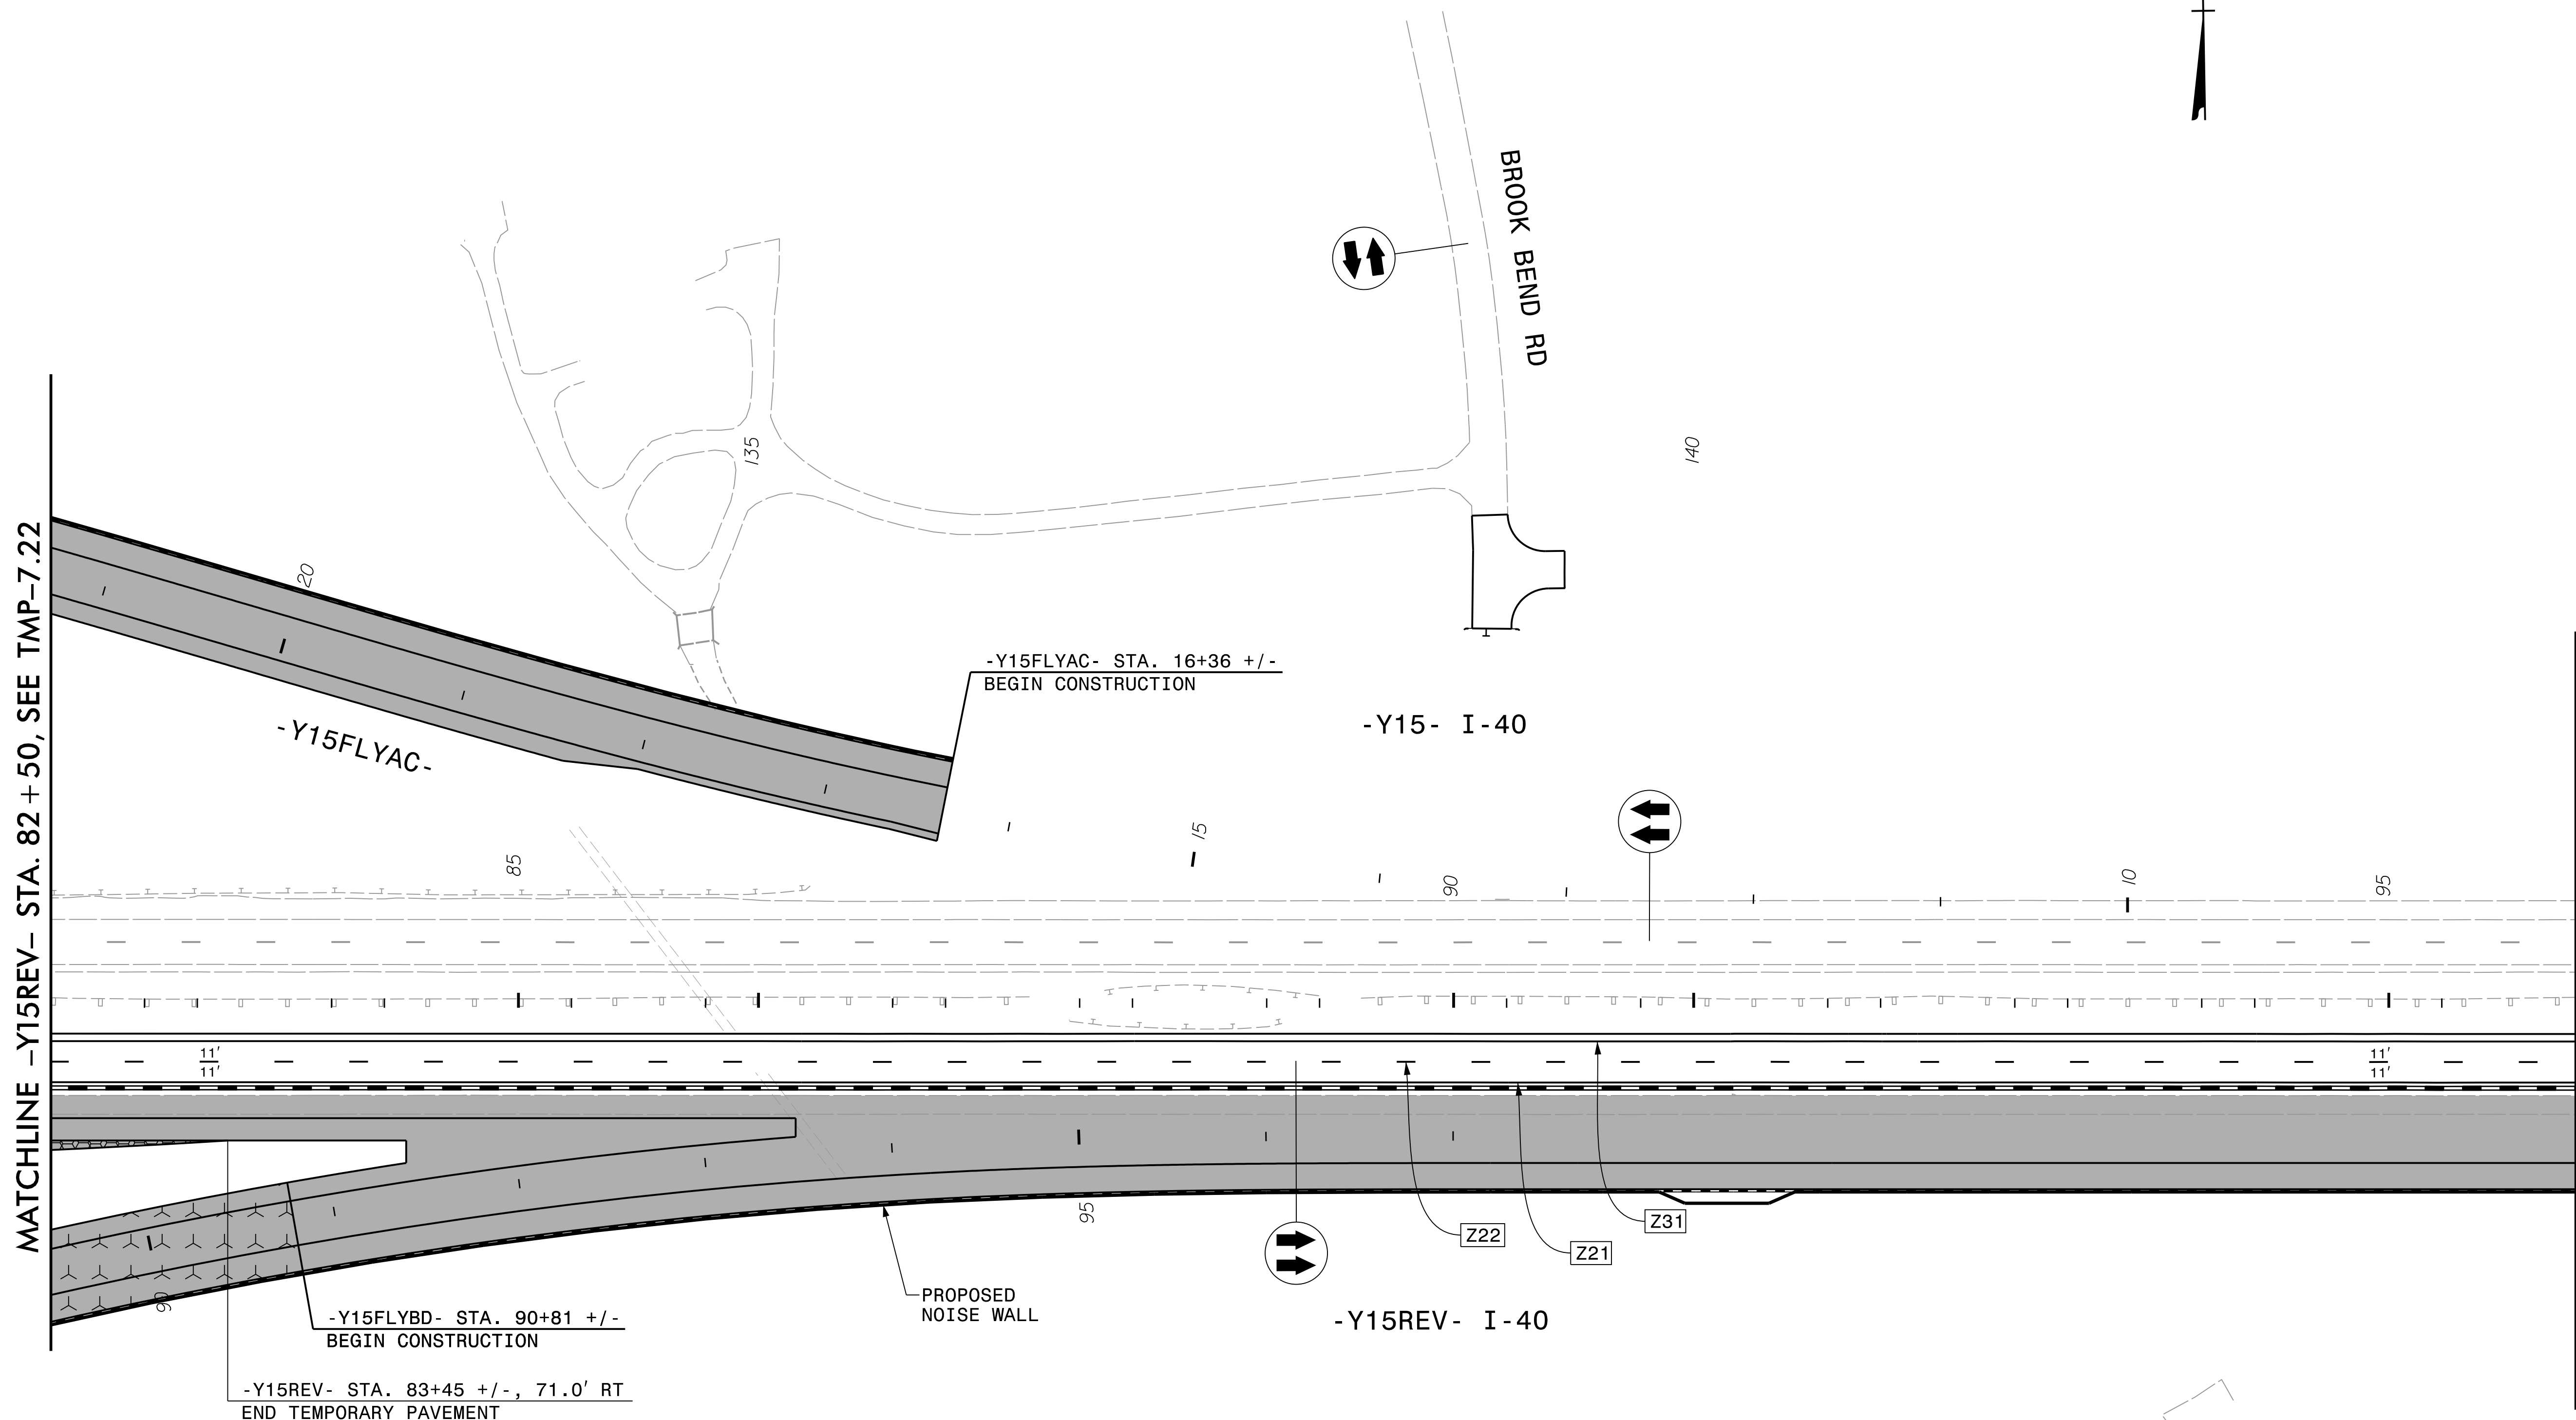 BROOK BEND RD
135
140
MATCHLINE -Y15REV- STA. 82+50, SEE TMP-7.22
20
-Y15FLYAC- STA. 16+36 +/-
BEGIN CONSTRUCTION
-Y15- I-40
-Y15FLYAC-
15
85
90
10
95
11'
11'
11'
11'
95
Z31
Z22
Z21
90
PROPOSED
NOISE WALL
-Y15REV- I-40
-Y15FLYBD- STA. 90+81 +/-
BEGIN CONSTRUCTION
-Y15REV- STA. 83+45 +/-, 71.0' RT
END TEMPORARY PAVEMENT